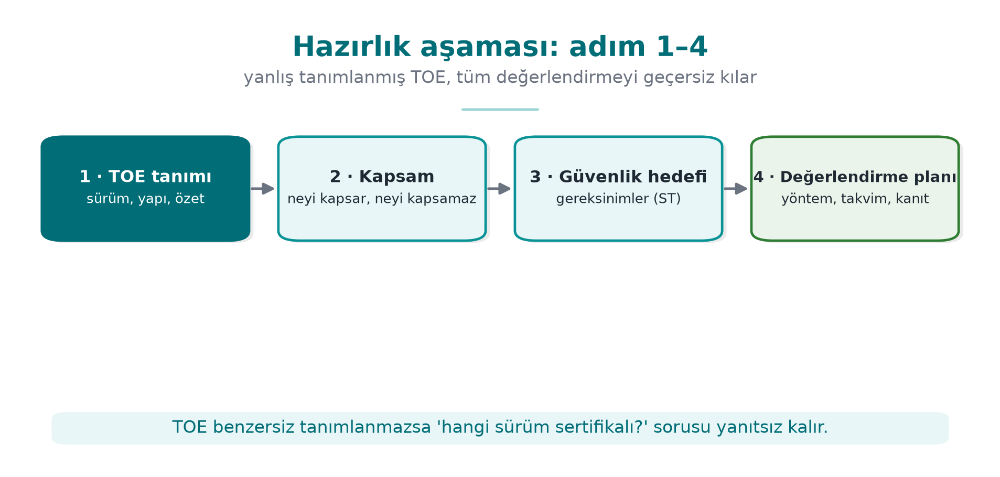 Hazırlık aşaması: adım 1–4
yanlış tanımlanmış TOE, tüm değerlendirmeyi geçersiz kılar
1 · TOE tanımı
sürüm, yapı, özet
2 · Kapsam
neyi kapsar, neyi kapsamaz
3 · Güvenlik hedefi
gereksinimler (ST)
4 · Değerlendirme planı
yöntem, takvim, kanıt
TOE benzersiz tanımlanmazsa 'hangi sürüm sertifikalı?' sorusu yanıtsız kalır.